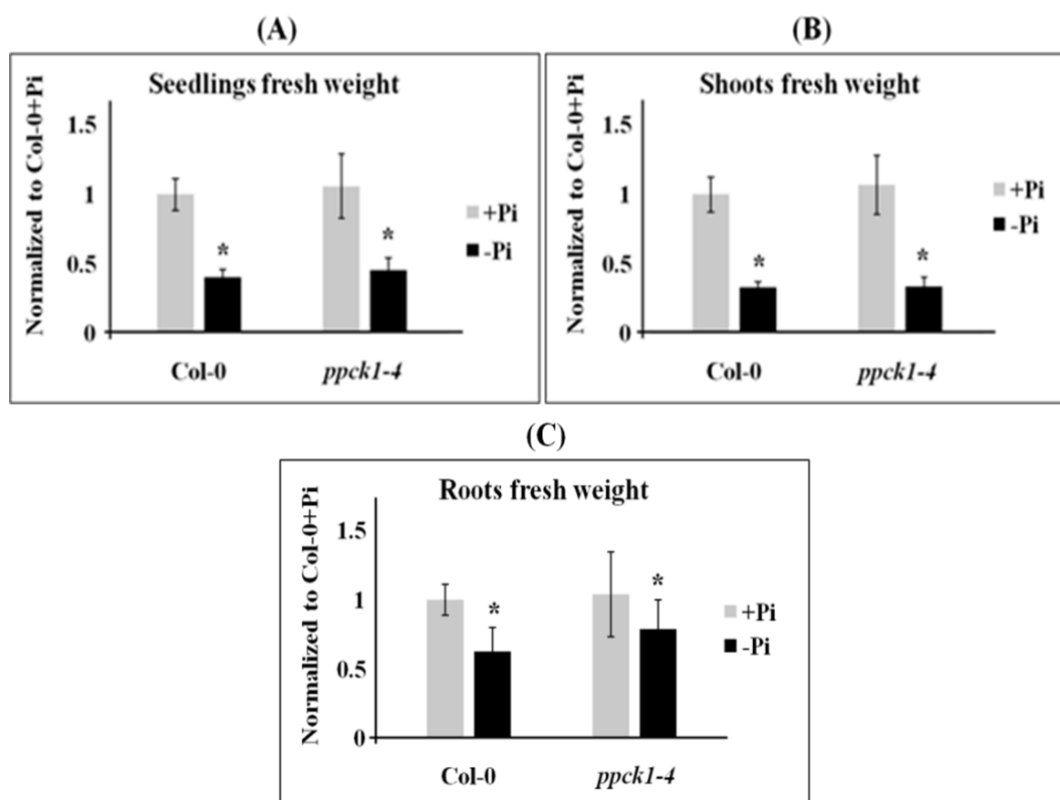 (A)
Seedlings fresh weight
Normalized to Col-0+Pi
1.5
1
0.5
0
*
*
+Pi
-Pi
Col-0
ppck1-4
(B)
Shoots fresh weight
Normalized to Col-0+Pi
1.5
1
0.5
0
*
*
+Pi
-Pi
Col-0
ppck1-4
(C)
Roots fresh weight
Normalized to Col-0+Pi
1.5
1
0.5
0
*
*
+Pi
-Pi
Col-0
ppck1-4